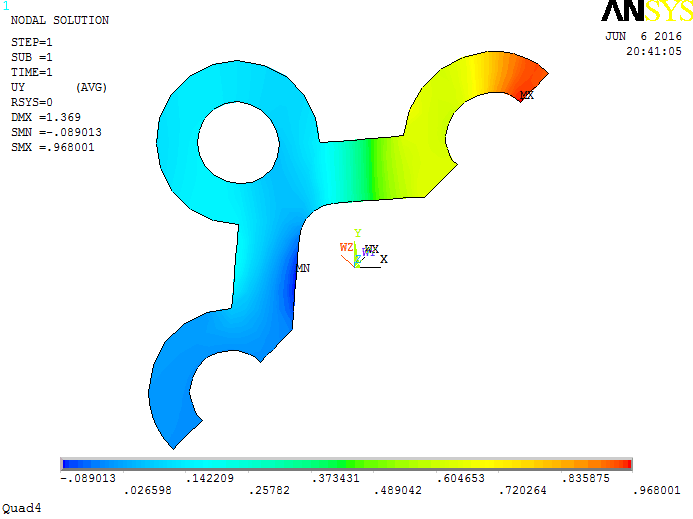 1
NODAL SOLUTION
ANSYS
JUN 6 2016
20:41:05
STEP=1
SUB =1
TIME=1
UY (AVG)
RSYS=0
DMX =1.369
SMN =-.089013
SMX =.968001
MX
Y
WZ WY WX
Z X
MN
-.089013 .142209 .373431 .604653 .835875
.026598 .25782 .489042 .720264 .968001
Quad4